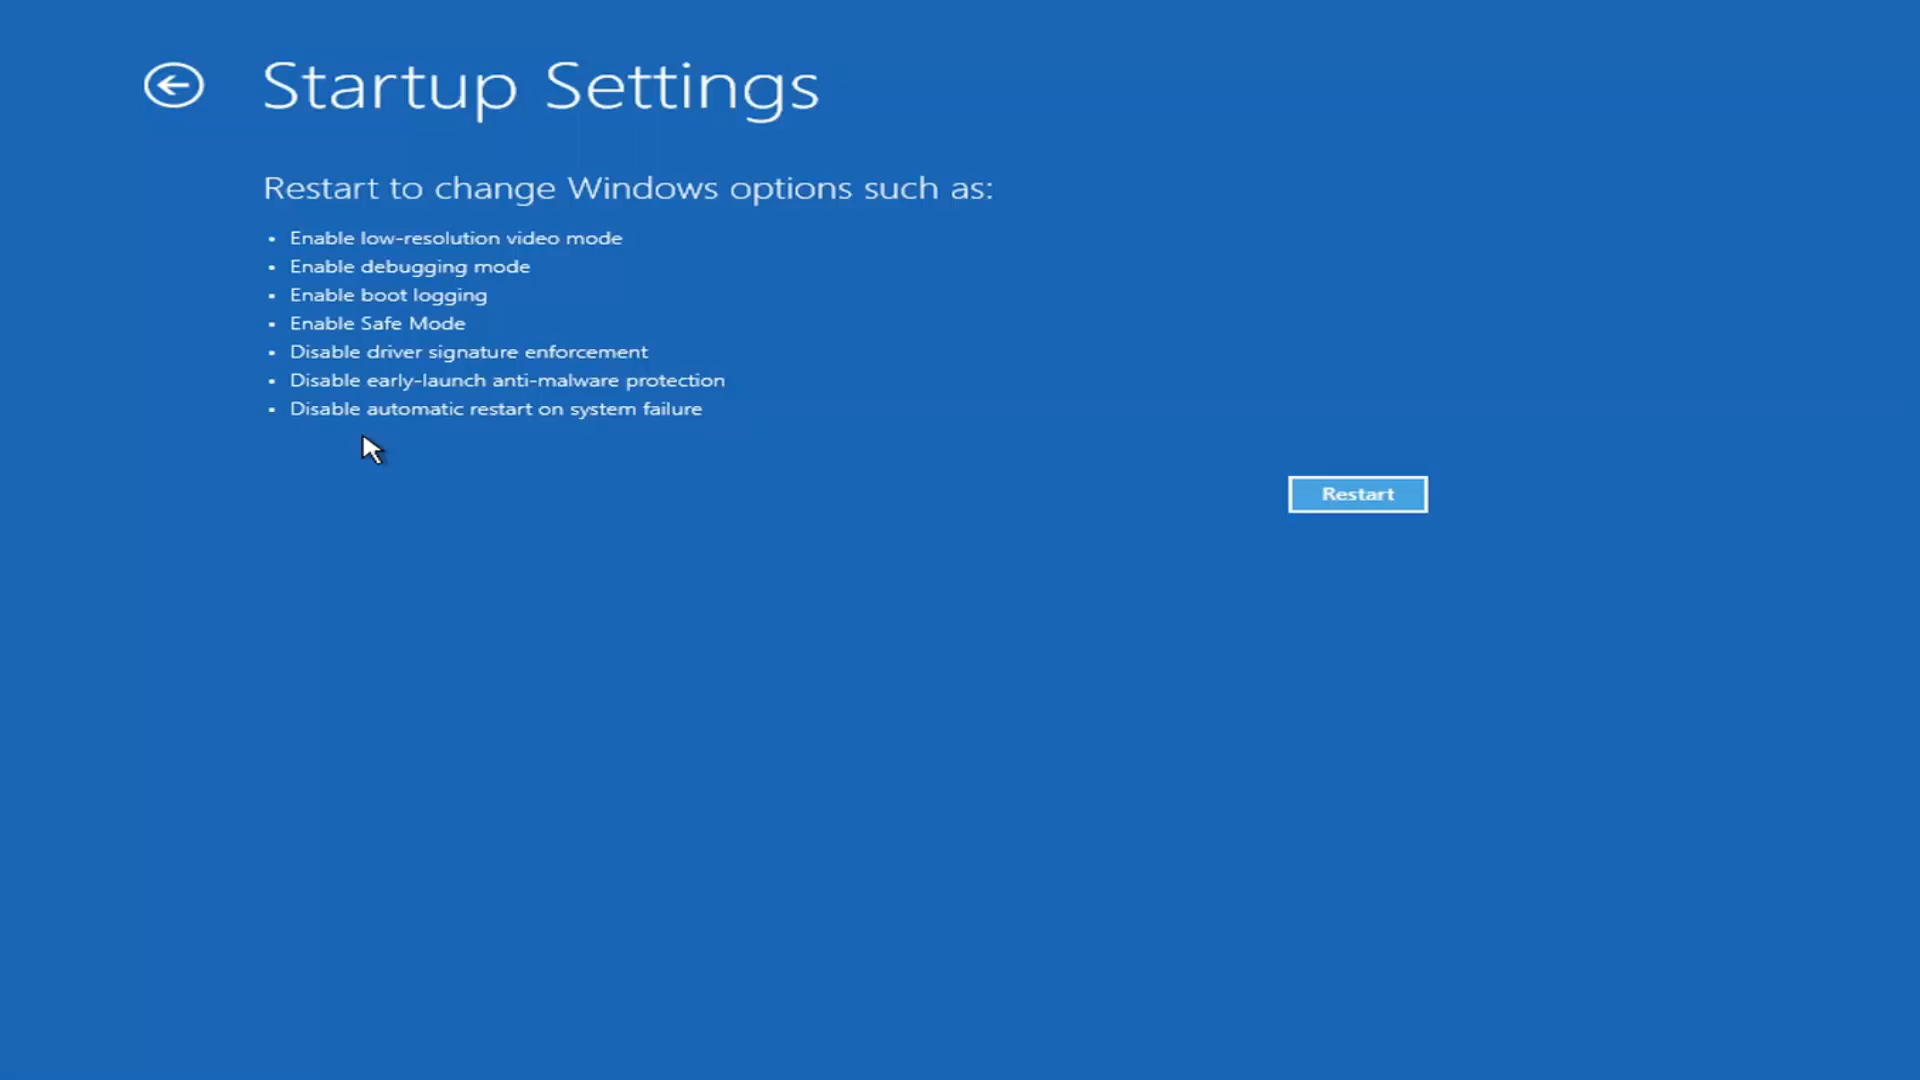 Startup Settings
Restart to change Windows options such as:
• Enable low-resolution video mode
• Enable debugging mode
• Enable boot logging
• Enable Safe Mode
• Disable driver signature enforcement
• Disable early-launch anti-malware protection
• Disable automatic restart on system failure
Restart